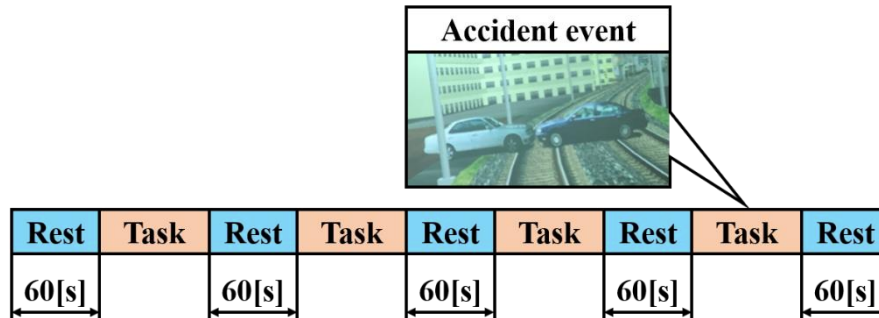 Accident event
Rest Task Rest Task Rest Task Rest Task Rest
60[s] 60[s] 60[s] 60[s] 60[s]